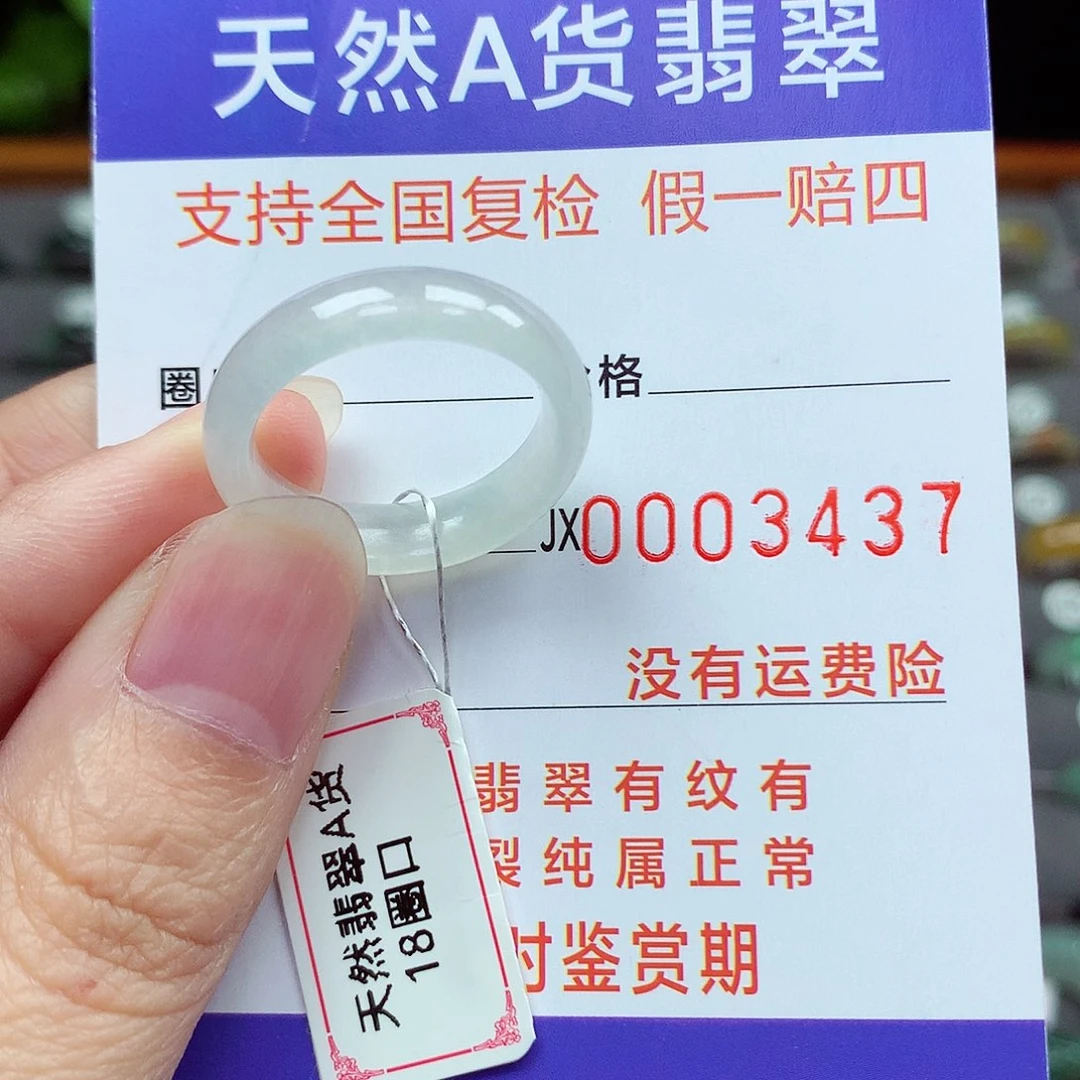 天然A货翡翠
支持全国复检 假一赔四
圈 格
JX0003437
没有运费险
翡翠有纹有
裂纯属正常
时鉴赏期
天然翡翠A货
18圈口